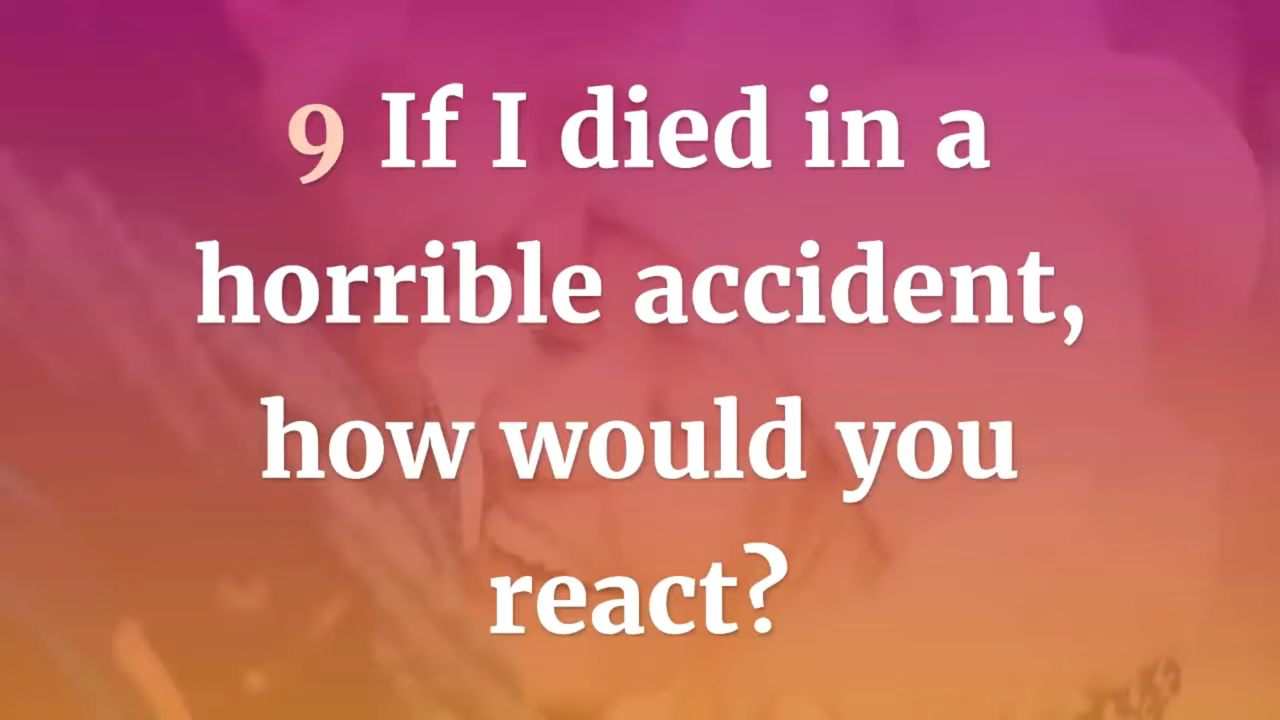 9 If I died in a
horrible accident,
how would you
react?